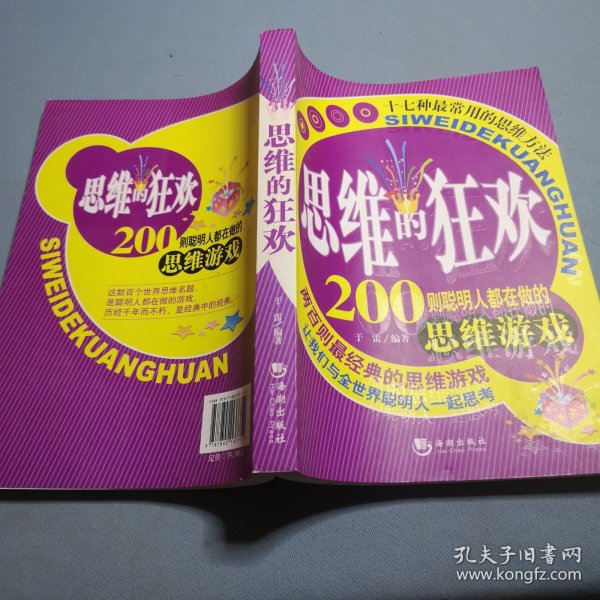 思维的狂欢
200
则聪明人都在做的
思维游戏
这数百个世界思维名题，
是聪明人都在做的游戏，
历经千年而不朽，是经典中的经典。
SIWEIDEKUANGHUAN
思维的狂欢
于 雷/编著
海潮出版社
Hai Chao Press
十七种最常用的思维方法
SIWEIDEKUANGHUAN
思维的狂欢
200
则聪明人都在做的
思维游戏
于 雷/编著
两百则最经典的思维游戏
让我们与全世界聪明人一起思考
海潮出版社
Hai Chao Press
孔夫子旧书网
www.kongfz.com